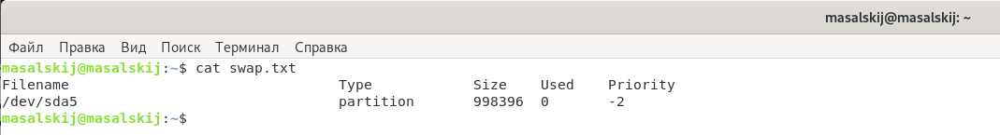 masalskij@masalskij: ~
Файл Правка Вид Поиск Терминал Справка
masalskij@masalskij:~$ cat swap.txt
Filename Type Size Used Priority
/dev/sda5 partition 998396 0 -2
masalskij@masalskij:~$